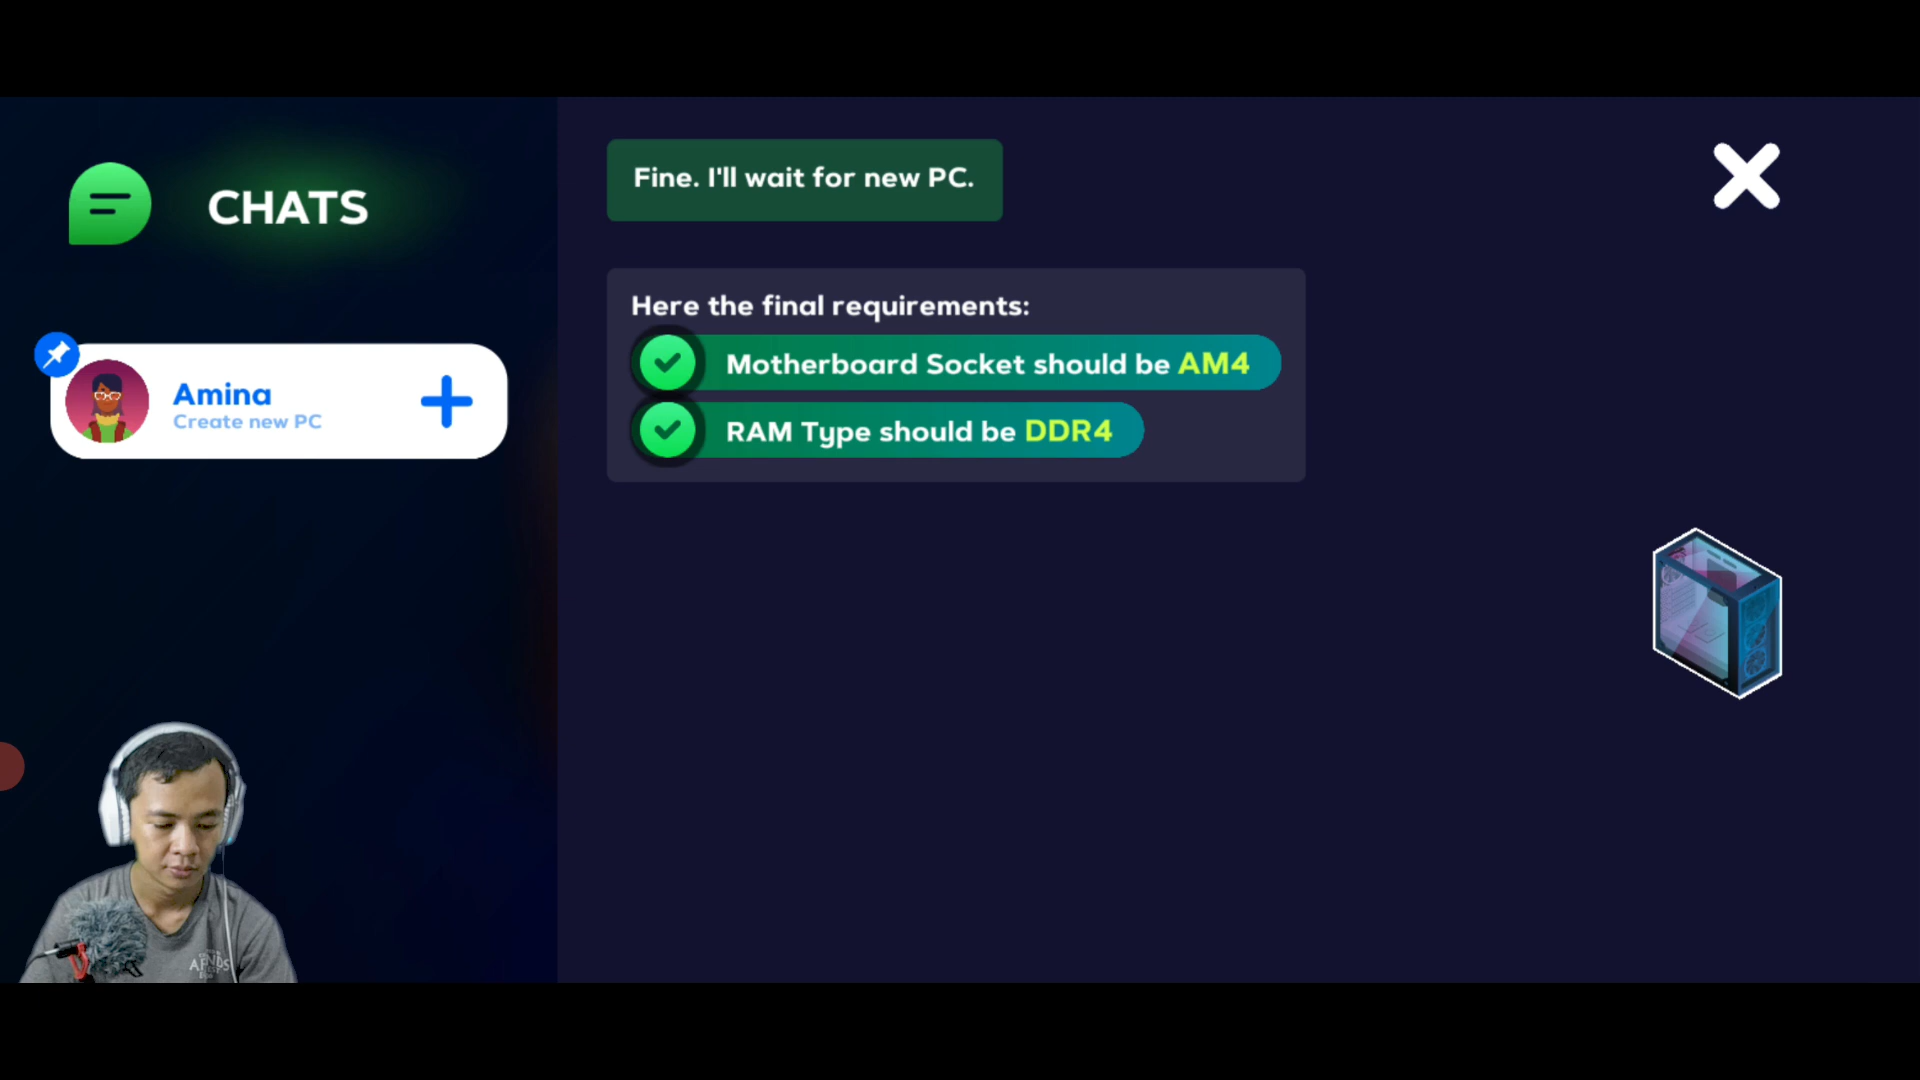 CHATS
Amina
Create new PC
Fine. I'll wait for new PC.
Here the final requirements:
Motherboard Socket should be AM4
RAM Type should be DDR4